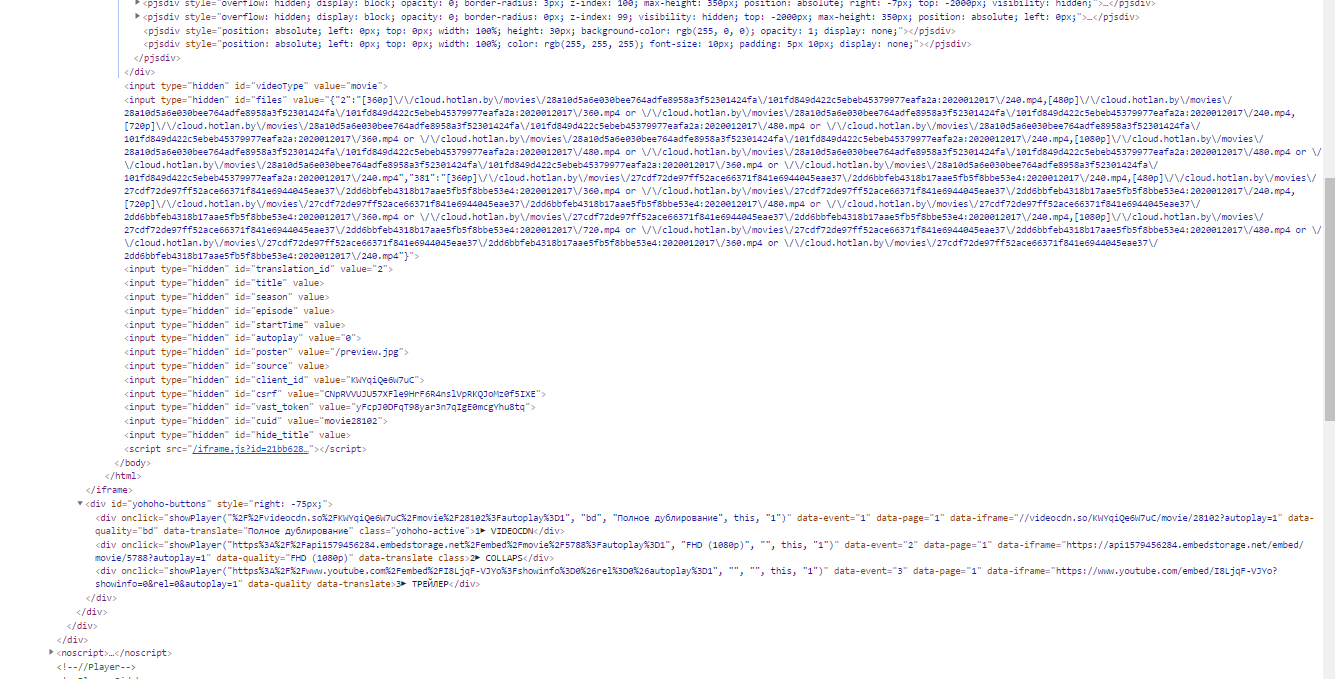 <pjsdiv style="overflow: hidden; display: block; opacity: 0; border-radius: 3px; z-index: 100; max-height: 350px; position: absolute; right: -7px; top: -2000px; visibility: hidden;">…</pjsdiv>
<pjsdiv style="overflow: hidden; display: block; opacity: 0; border-radius: 0px; z-index: 99; visibility: hidden; top: -2000px; max-height: 350px; position: absolute; left: 0px;">…</pjsdiv>
<pjsdiv style="position: absolute; left: 0px; top: 0px; width: 100%; height: 30px; background-color: rgb(255, 0, 0); opacity: 1; display: none;"></pjsdiv>
<pjsdiv style="position: absolute; left: 0px; top: 0px; width: 100%; color: rgb(255, 255, 255); font-size: 10px; padding: 5px 10px; display: none;"></pjsdiv>
</pjsdiv>
</div>
<input type="hidden" id="videoType" value="movie">
<input type="hidden" id="files" value="{"2":"[360p]\/\/cloud.hotlan.by\/movies\/28a10d5a6e030bee764adfe8958a3f52301424fa\/101fd849d422c5ebeb45379977eafa2a:2020012017\/240.mp4,[480p]\/\/cloud.hotlan.by\/movies\/
28a10d5a6e030bee764adfe8958a3f52301424fa\/101fd849d422c5ebeb45379977eafa2a:2020012017\/360.mp4 or \/\/cloud.hotlan.by\/movies\/28a10d5a6e030bee764adfe8958a3f52301424fa\/101fd849d422c5ebeb45379977eafa2a:2020012017\/240.mp4,
[720p]\/\/cloud.hotlan.by\/movies\/28a10d5a6e030bee764adfe8958a3f52301424fa\/101fd849d422c5ebeb45379977eafa2a:2020012017\/480.mp4 or \/\/cloud.hotlan.by\/movies\/28a10d5a6e030bee764adfe8958a3f52301424fa\/
101fd849d422c5ebeb45379977eafa2a:2020012017\/360.mp4 or \/\/cloud.hotlan.by\/movies\/28a10d5a6e030bee764adfe8958a3f52301424fa\/101fd849d422c5ebeb45379977eafa2a:2020012017\/240.mp4,[1080p]\/\/cloud.hotlan.by\/movies\/
28a10d5a6e030bee764adfe8958a3f52301424fa\/101fd849d422c5ebeb45379977eafa2a:2020012017\/720.mp4 or \/\/cloud.hotlan.by\/movies\/28a10d5a6e030bee764adfe8958a3f52301424fa\/101fd849d422c5ebeb45379977eafa2a:2020012017\/480.mp4 or \/
\/cloud.hotlan.by\/movies\/28a10d5a6e030bee764adfe8958a3f52301424fa\/101fd849d422c5ebeb45379977eafa2a:2020012017\/360.mp4 or \/\/cloud.hotlan.by\/movies\/28a10d5a6e030bee764adfe8958a3f52301424fa\/
101fd849d422c5ebeb45379977eafa2a:2020012017\/240.mp4","381":"[360p]\/\/cloud.hotlan.by\/movies\/27cdf72de97ff52ace66371f841e6944045eae37\/2dd6bbfeb4318b17aae5fb5f8bbe53e4:2020012017\/240.mp4,[480p]\/\/cloud.hotlan.by\/movies\/
27cdf72de97ff52ace66371f841e6944045eae37\/2dd6bbfeb4318b17aae5fb5f8bbe53e4:2020012017\/360.mp4 or \/\/cloud.hotlan.by\/movies\/27cdf72de97ff52ace66371f841e6944045eae37\/2dd6bbfeb4318b17aae5fb5f8bbe53e4:2020012017\/240.mp4,
[720p]\/\/cloud.hotlan.by\/movies\/27cdf72de97ff52ace66371f841e6944045eae37\/2dd6bbfeb4318b17aae5fb5f8bbe53e4:2020012017\/480.mp4 or \/\/cloud.hotlan.by\/movies\/27cdf72de97ff52ace66371f841e6944045eae37\/
2dd6bbfeb4318b17aae5fb5f8bbe53e4:2020012017\/360.mp4 or \/\/cloud.hotlan.by\/movies\/27cdf72de97ff52ace66371f841e6944045eae37\/2dd6bbfeb4318b17aae5fb5f8bbe53e4:2020012017\/240.mp4,[1080p]\/\/cloud.hotlan.by\/movies\/
27cdf72de97ff52ace66371f841e6944045eae37\/2dd6bbfeb4318b17aae5fb5f8bbe53e4:2020012017\/720.mp4 or \/\/cloud.hotlan.by\/movies\/27cdf72de97ff52ace66371f841e6944045eae37\/2dd6bbfeb4318b17aae5fb5f8bbe53e4:2020012017\/480.mp4 or \/
\/cloud.hotlan.by\/movies\/27cdf72de97ff52ace66371f841e6944045eae37\/2dd6bbfeb4318b17aae5fb5f8bbe53e4:2020012017\/360.mp4 or \/\/cloud.hotlan.by\/movies\/27cdf72de97ff52ace66371f841e6944045eae37\/
2dd6bbfeb4318b17aae5fb5f8bbe53e4:2020012017\/240.mp4"}">
<input type="hidden" id="translation_id" value="2">
<input type="hidden" id="title" value>
<input type="hidden" id="season" value>
<input type="hidden" id="episode" value>
<input type="hidden" id="startTime" value>
<input type="hidden" id="autoplay" value="0">
<input type="hidden" id="poster" value="/preview.jpg">
<input type="hidden" id="source" value>
<input type="hidden" id="client_id" value="KWYqiQe6W7uC">
<input type="hidden" id="csrf" value="CNpRVVUJU57XFle9HrF6R4nslVpRKQJoMz0f5IXE">
<input type="hidden" id="vast_token" value="yFcpJ0DFqT98yar3n7qIgE0mcgYhu8tq">
<input type="hidden" id="cuid" value="movie28102">
<input type="hidden" id="hide_title" value>
<script src="/iframe.js?id=21bb628…"></script>
</body>
</html>
</iframe>
<div id="yohoho-buttons" style="right: -75px;">
<div onclick="showPlayer("%2F%2Fvideocdn.so%2FKWYqiQe6W7uC%2Fmovie%2F28102%3Fautoplay%3D1", "bd", "Полное дублирование", this, "1")" data-event="1" data-page="1" data-iframe="//videocdn.so/KWYqiQe6W7uC/movie/28102?autoplay=1" data-
quality="bd" data-translate="Полное дублирование" class="yohoho-active">1► VIDEOCDN</div>
<div onclick="showPlayer("https%3A%2F%2Fapi1579456284.embedstorage.net%2Fembed%2Fmovie%2F5788%3Fautoplay%3D1", "FHD (1080p)", "", this, "1")" data-event="2" data-page="1" data-iframe="https://api1579456284.embedstorage.net/embed/
movie/5788?autoplay=1" data-quality="FHD (1080p)" data-translate class>2► COLLAPS</div>
<div onclick="showPlayer("https%3A%2F%2Fwww.youtube.com%2Fembed%2FI8LjqF-VJYo%3Fshowinfo%3D0%26rel%3D0%26autoplay%3D1", "", "", this, "1")" data-event="3" data-page="1" data-iframe="https://www.youtube.com/embed/I8LjqF-VJYo?
showinfo=0&rel=0&autoplay=1" data-quality data-translate>3► ТРЕЙЛЕР</div>
</div>
</div>
</div>
</div>
<noscript>…</noscript>
<!--//Player-->